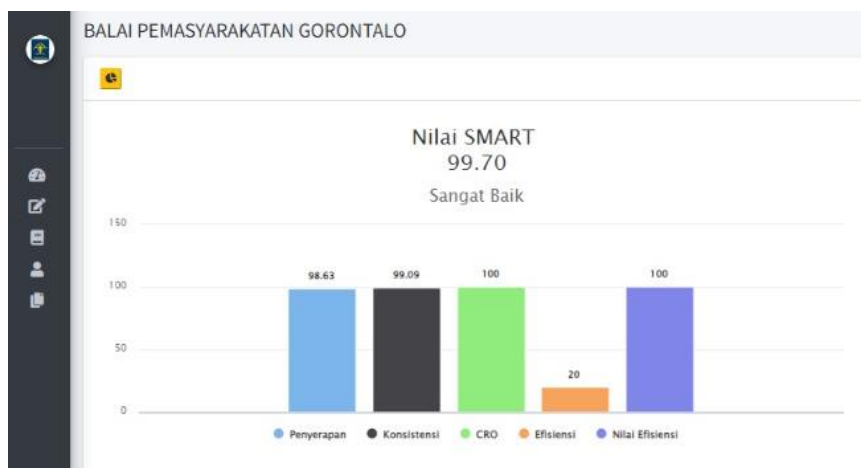 BALAI PEMASYARAKATAN GORONTALO
Nilai SMART
99.70
Sangat Baik
150
98.63 99.09 100 100
100
50
20
0
Penyerapan Konsistensi CRO Efisiensi Nilai Efisiensi